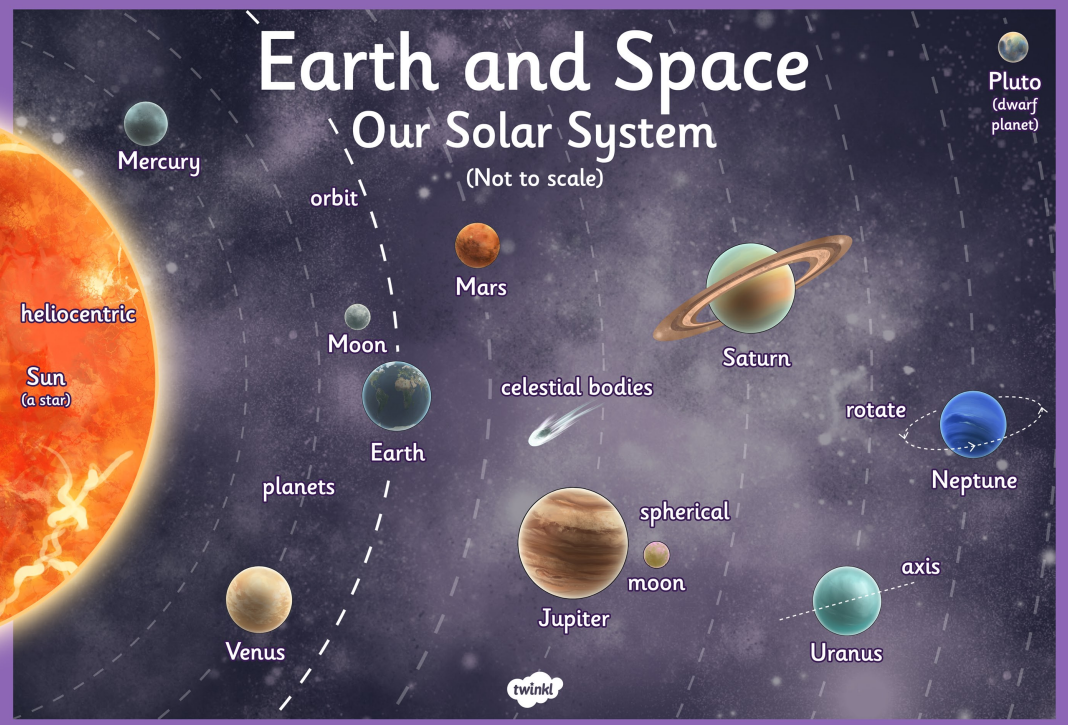 Earth and Space
Our Solar System
(Not to scale)
Pluto
(dwarf
planet)
Mercury
orbit
Mars
heliocentric
Moon
Saturn
Sun
(a star)
celestial bodies
rotate
Earth
Neptune
planets
spherical
axis
moon
Jupiter
Venus
Uranus
twinkl